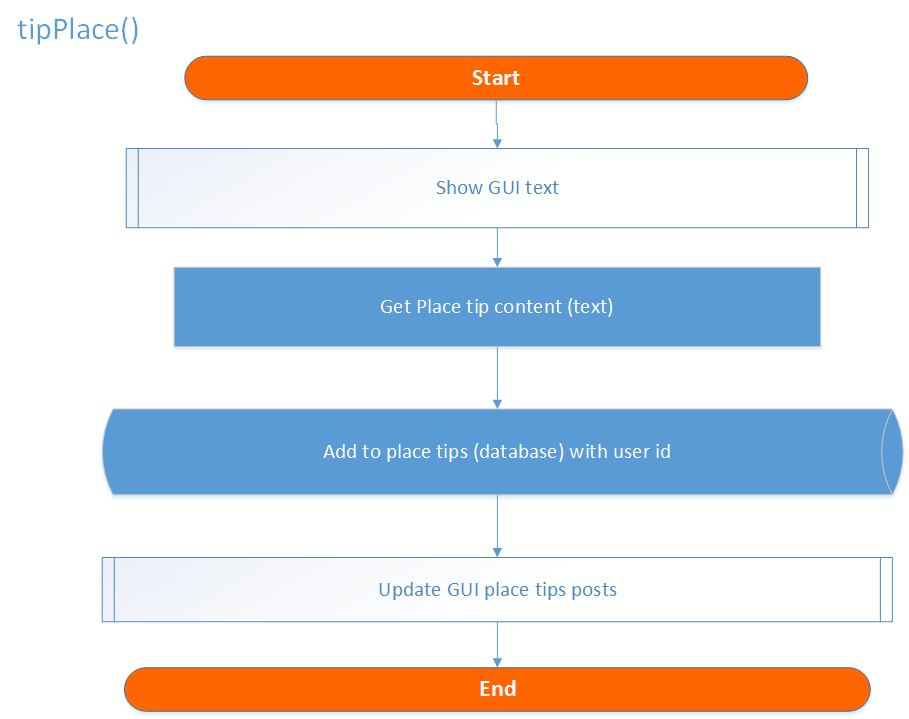 tipPlace()
Start
Show GUI text
Get Place tip content (text)
Add to place tips (database) with user id
Update GUI place tips posts
End